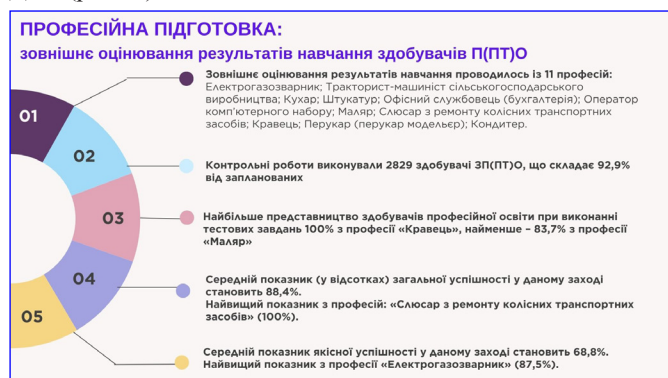 ПРОФЕСІЙНА ПІДГОТОВКА:
зовнішнє оцінювання результатів навчання здобувачів П(ПТ)О
01
Зовнішнє оцінювання результатів навчання проводилось із 11 професій:
Електрогазозварник; Тракторист-машиніст сільськогосподарського
виробництва; Кухар; Штукатур; Офісний службовець (бухгалтерія); Оператор
комп'ютерного набору; Маляр; Слюсар з ремонту колісних транспортних
засобів; Кравець; Перукар (перукар модельєр); Кондитер.
02
Контрольні роботи виконували 2829 здобувачі ЗП(ПТ)О, що складає 92,9%
від запланованих
03
Найбільше представництво здобувачів професійної освіти при виконанні
тестових завдань 100% з професії «Кравець», найменше – 83,7% з професії
«Маляр»
04
Середній показник (у відсотках) загальної успішності у даному заході
становить 88,4%.
Найвищий показник з професій: «Слюсар з ремонту колісних транспортних
засобів» (100%).
05
Середній показник якісної успішності у даному заході становить 68,8%.
Найвищий показник з професії «Електрогазозварник» (87,5%).